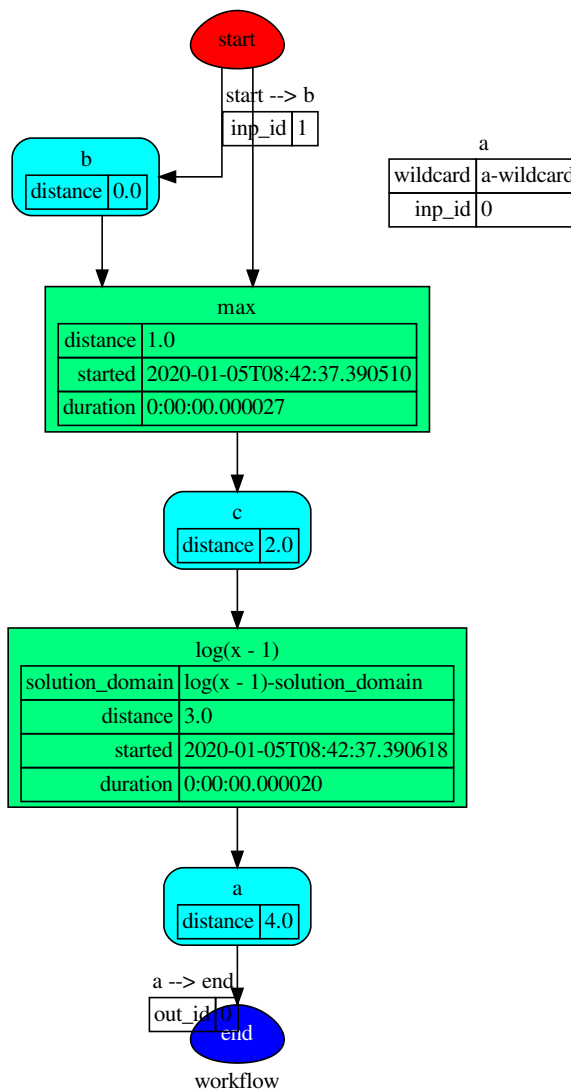 start
start --> b
inp_id 1
b
distance 0.0
a
wildcard a-wildcard
inp_id 0
max
distance 1.0
started 2020-01-05T08:42:37.390510
duration 0:00:00.000027
c
distance 2.0
log(x - 1)
solution_domain log(x - 1)-solution_domain
distance 3.0
started 2020-01-05T08:42:37.390618
duration 0:00:00.000020
a
distance 4.0
a --> end
out_id 0
end
workflow